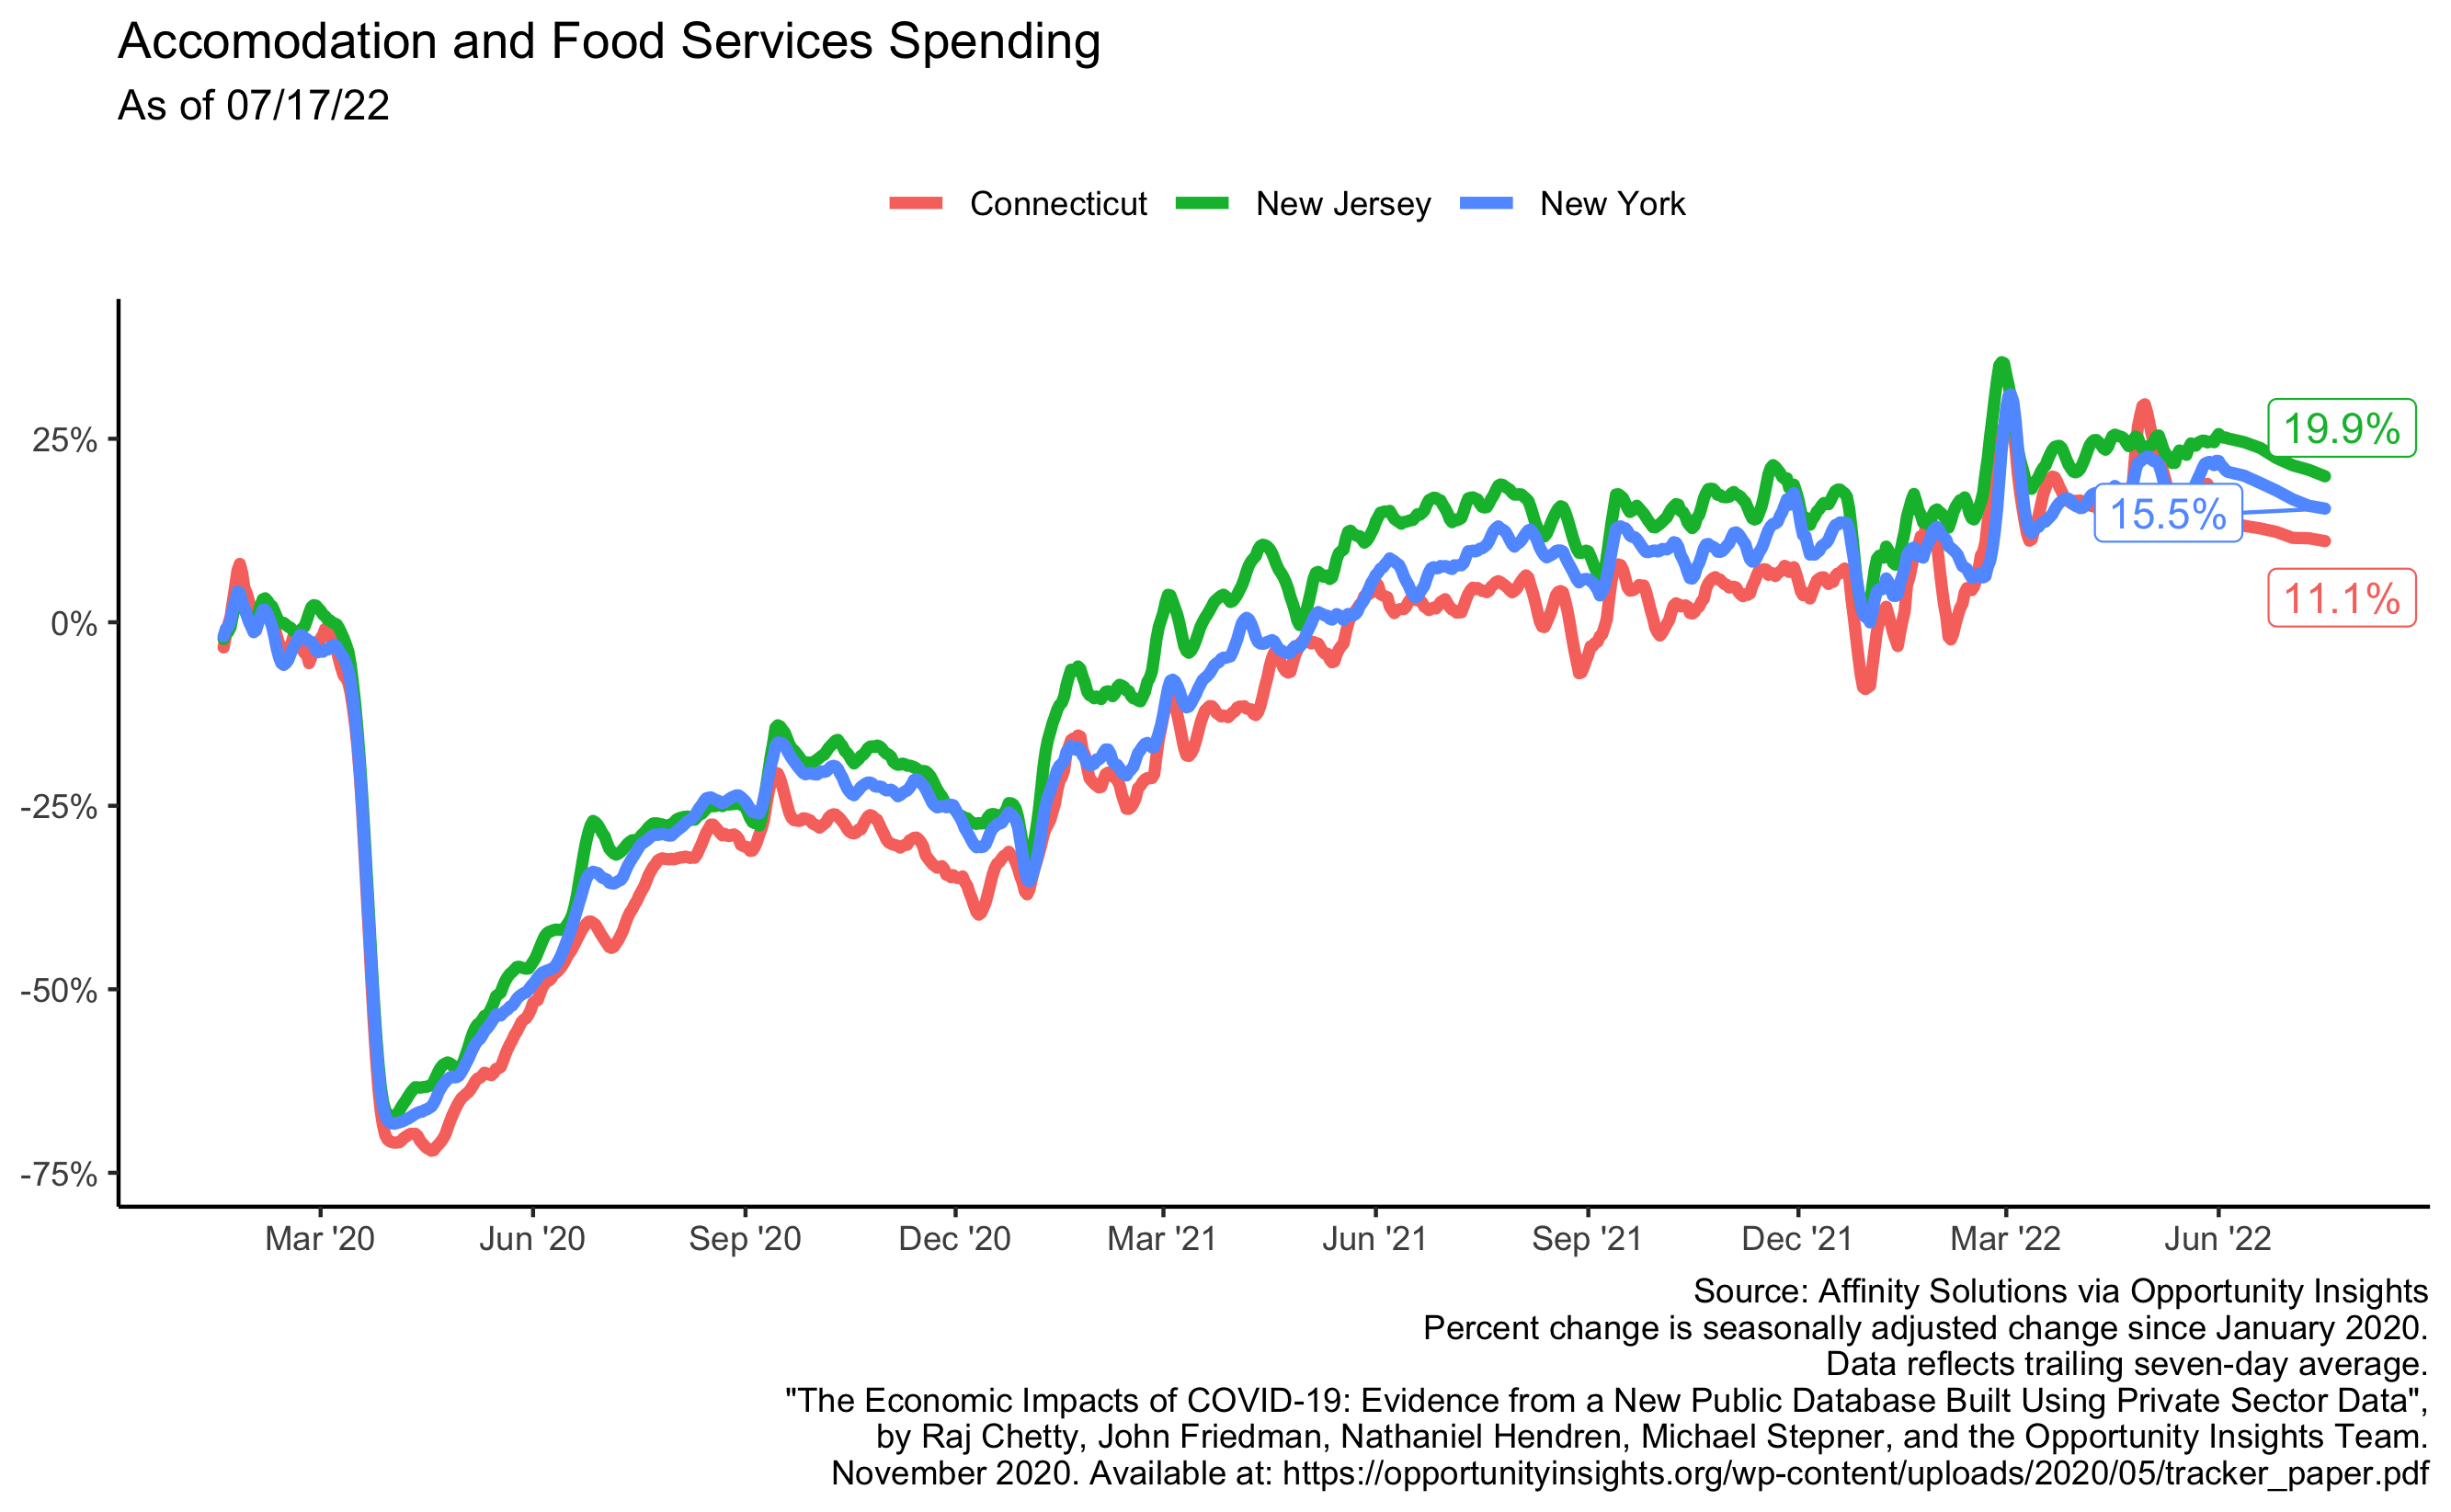 Accomodation and Food Services Spending
As of 07/17/22
Connecticut New Jersey New York
25%
0%
-25%
-50%
-75%
19.9%
15.5%
11.1%
Mar '20 Jun '20 Sep '20 Dec '20 Mar '21 Jun '21 Sep '21 Dec '21 Mar '22 Jun '22
Source: Affinity Solutions via Opportunity Insights
Percent change is seasonally adjusted change since January 2020.
Data reflects trailing seven-day average.
"The Economic Impacts of COVID-19: Evidence from a New Public Database Built Using Private Sector Data",
by Raj Chetty, John Friedman, Nathaniel Hendren, Michael Stepner, and the Opportunity Insights Team.
November 2020. Available at: https://opportunityinsights.org/wp-content/uploads/2020/05/tracker_paper.pdf